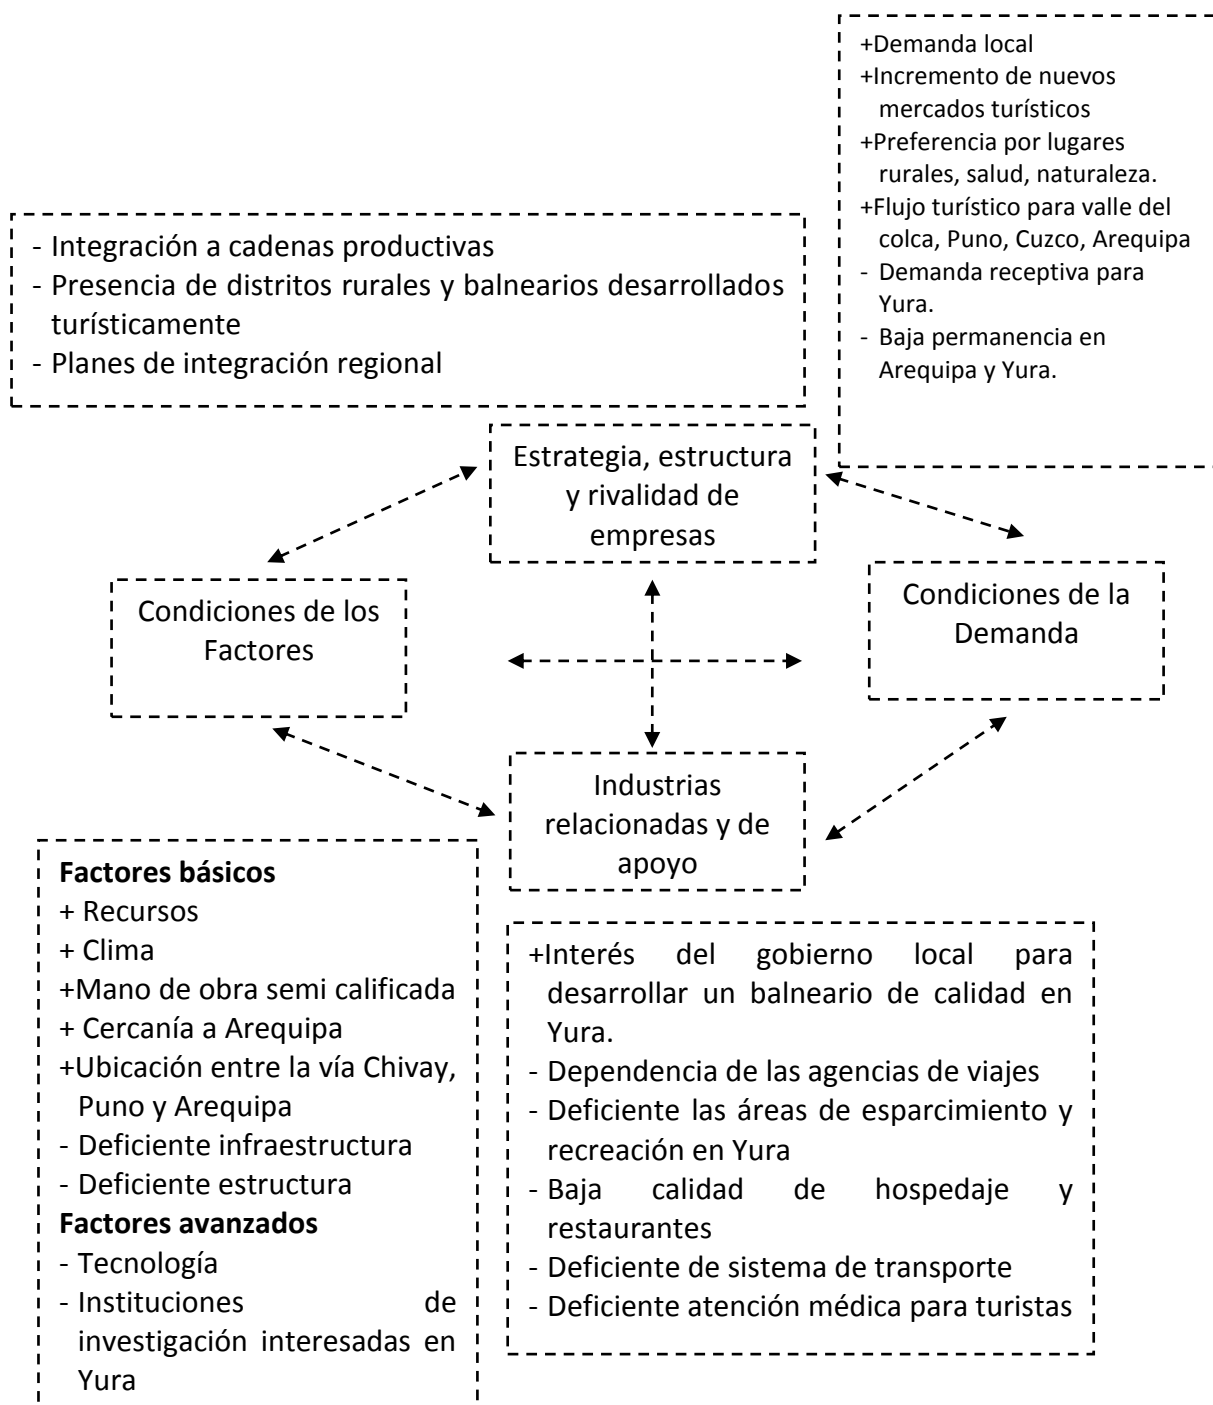 +Demanda local
+Incremento de nuevos
mercados turísticos
+Preferencia por lugares
rurales, salud, naturaleza.
+Flujo turístico para valle del
colca, Puno, Cuzco, Arequipa
- Demanda receptiva para
Yura.
- Baja permanencia en
Arequipa y Yura.
- Integración a cadenas productivas
- Presencia de distritos rurales y balnearios desarrollados
turísticamente
- Planes de integración regional
Estrategia, estructura
y rivalidad de
empresas
Condiciones de los
Factores
Condiciones de la
Demanda
Industrias
relacionadas y de
apoyo
Factores básicos
+ Recursos
+ Clima
+Mano de obra semi calificada
+ Cercanía a Arequipa
+Ubicación entre la vía Chivay,
Puno y Arequipa
- Deficiente infraestructura
- Deficiente estructura
Factores avanzados
- Tecnología
- Instituciones de
investigación interesadas en
Yura
+Interés del gobierno local para
desarrollar un balneario de calidad en
Yura.
- Dependencia de las agencias de viajes
- Deficiente las áreas de esparcimiento y
recreación en Yura
- Baja calidad de hospedaje y
restaurantes
- Deficiente de sistema de transporte
- Deficiente atención médica para turistas